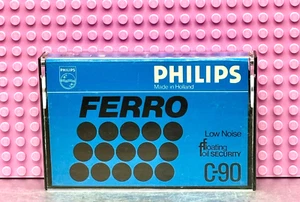 PHILIPS
PHILIPS
Made in Holland
FERRO
Low Noise
floating
foil SECURITY
C-90